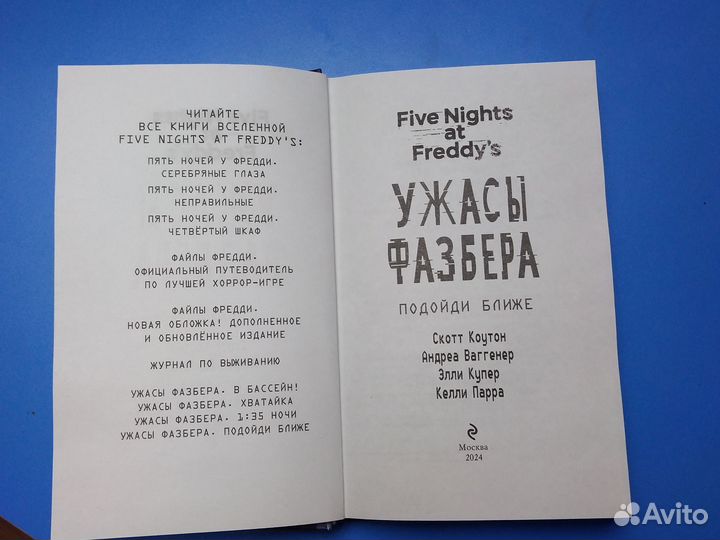 ЧИТАЙТЕ
ВСЕ КНИГИ ВСЕЛЕННОЙ
FIVE NIGHTS AT FREDDY'S:
ПЯТЬ НОЧЕЙ У ФРЕДДИ.
СЕРЕБРЯНЫЕ ГЛАЗА
ПЯТЬ НОЧЕЙ У ФРЕДДИ.
НЕПРАВИЛЬНЫЕ
ПЯТЬ НОЧЕЙ У ФРЕДДИ.
ЧЕТВЁРТЫЙ ШКАФ
ФАЙЛЫ ФРЕДДИ.
ОФИЦИАЛЬНЫЙ ПУТЕВОДИТЕЛЬ
ПО ЛУЧШЕЙ ХОРРОР-ИГРЕ
ФАЙЛЫ ФРЕДДИ.
НОВАЯ ОБЛОЖКА! ДОПОЛНЕННОЕ
И ОБНОВЛЁННОЕ ИЗДАНИЕ
ЖУРНАЛ ПО ВЫЖИВАНИЮ
УЖАСЫ ФАЗБЕРА. В БАССЕЙН!
УЖАСЫ ФАЗБЕРА. ХВАТАЙКА
УЖАСЫ ФАЗБЕРА. 1:35 НОЧИ
УЖАСЫ ФАЗБЕРА. ПОДОЙДИ БЛИЖЕ
Five Nights
at
Freddy's
УЖАСЫ
ФАЗБЕРА
ПОДОЙДИ БЛИЖЕ
Скотт Коутон
Андреа Ваггенер
Элли Купер
Келли Парра
Москва
2024
Avito